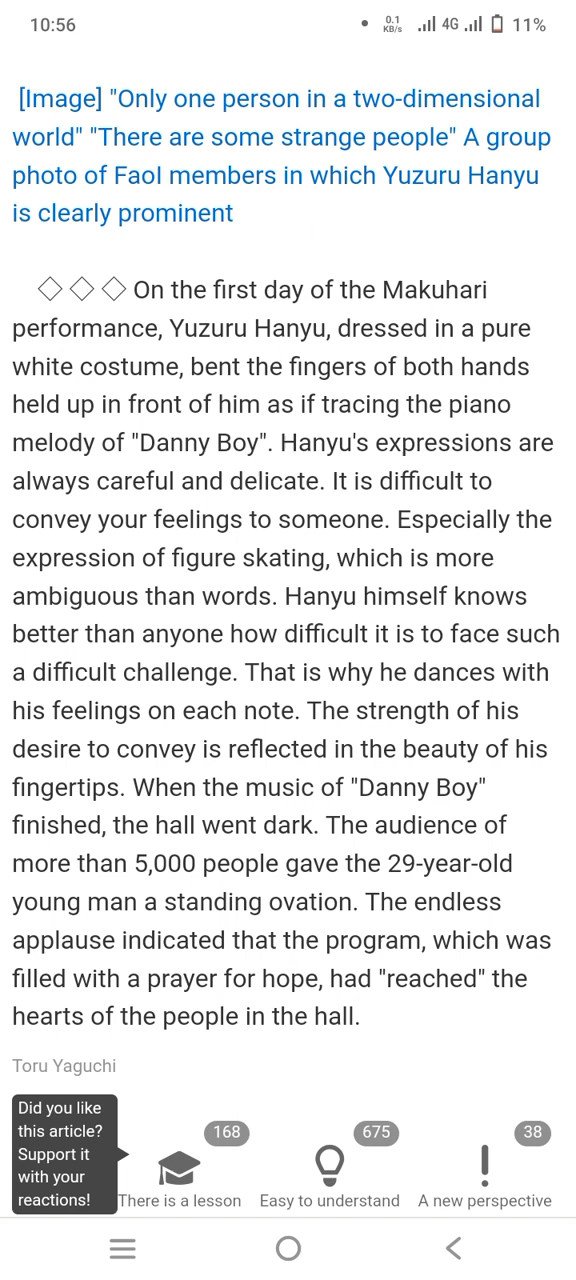 10:56
0.1
KB/s
4G
11%
[Image] "Only one person in a two-dimensional
world" "There are some strange people" A group
photo of FaoI members in which Yuzuru Hanyu
is clearly prominent
◇ ◇ ◇ On the first day of the Makuhari
performance, Yuzuru Hanyu, dressed in a pure
white costume, bent the fingers of both hands
held up in front of him as if tracing the piano
melody of "Danny Boy". Hanyu's expressions are
always careful and delicate. It is difficult to
convey your feelings to someone. Especially the
expression of figure skating, which is more
ambiguous than words. Hanyu himself knows
better than anyone how difficult it is to face such
a difficult challenge. That is why he dances with
his feelings on each note. The strength of his
desire to convey is reflected in the beauty of his
fingertips. When the music of "Danny Boy"
finished, the hall went dark. The audience of
more than 5,000 people gave the 29-year-old
young man a standing ovation. The endless
applause indicated that the program, which was
filled with a prayer for hope, had "reached" the
hearts of the people in the hall.
Toru Yaguchi
Did you like
this article?
Support it
with your
reactions!
168
There is a lesson
675
Easy to understand
38
A new perspective